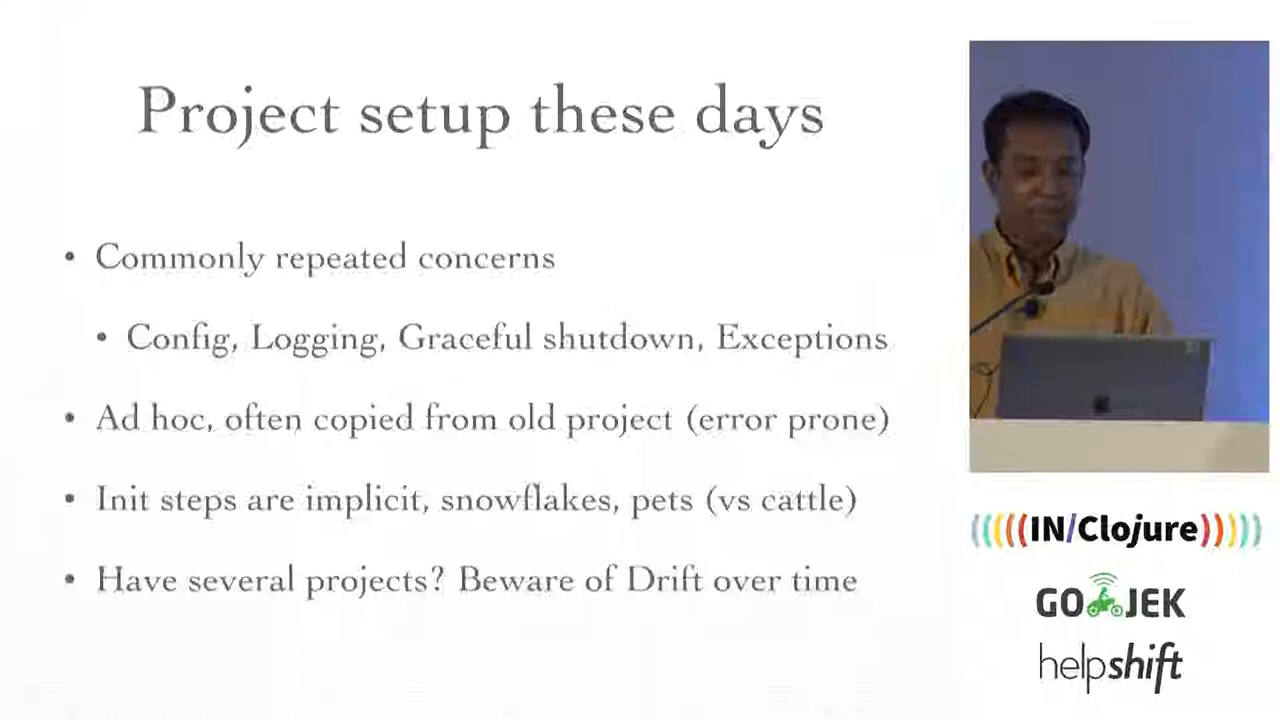 Project setup these days
• Commonly repeated concerns
• Config, Logging, Graceful shutdown, Exceptions
• Ad hoc, often copied from old project (error prone)
• Init steps are implicit, snowflakes, pets (vs cattle)
• Have several projects? Beware of Drift over time
(((((IN/Clojure)))))
GO JEK
helpshift